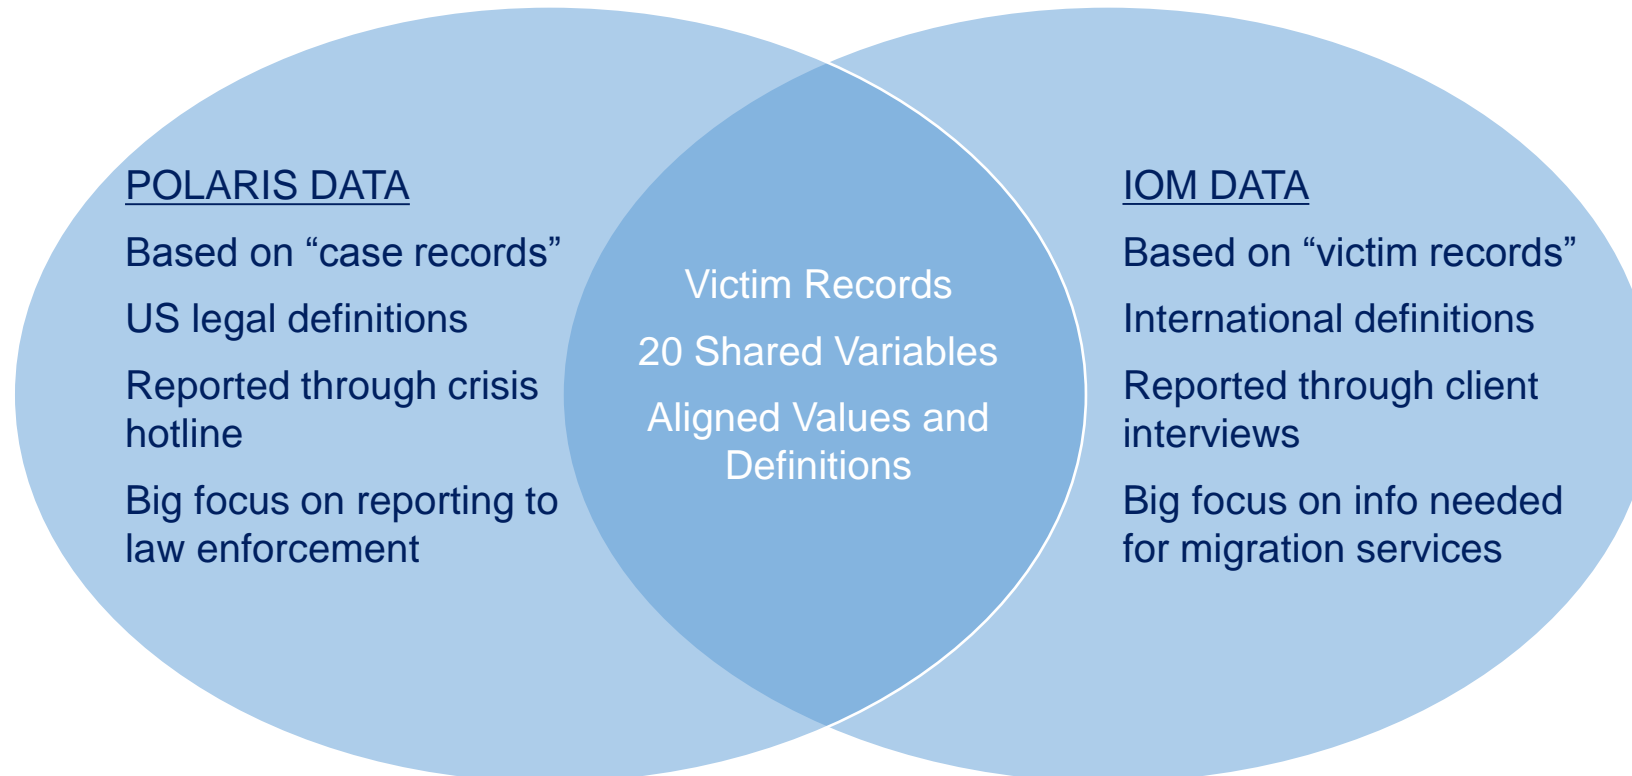 POLARIS DATA
Based on “case records”
US legal definitions
Reported through crisis
hotline
Big focus on reporting to
law enforcement
Victim Records
20 Shared Variables
Aligned Values and
Definitions
IOM DATA
Based on “victim records”
International definitions
Reported through client
interviews
Big focus on info needed
for migration services